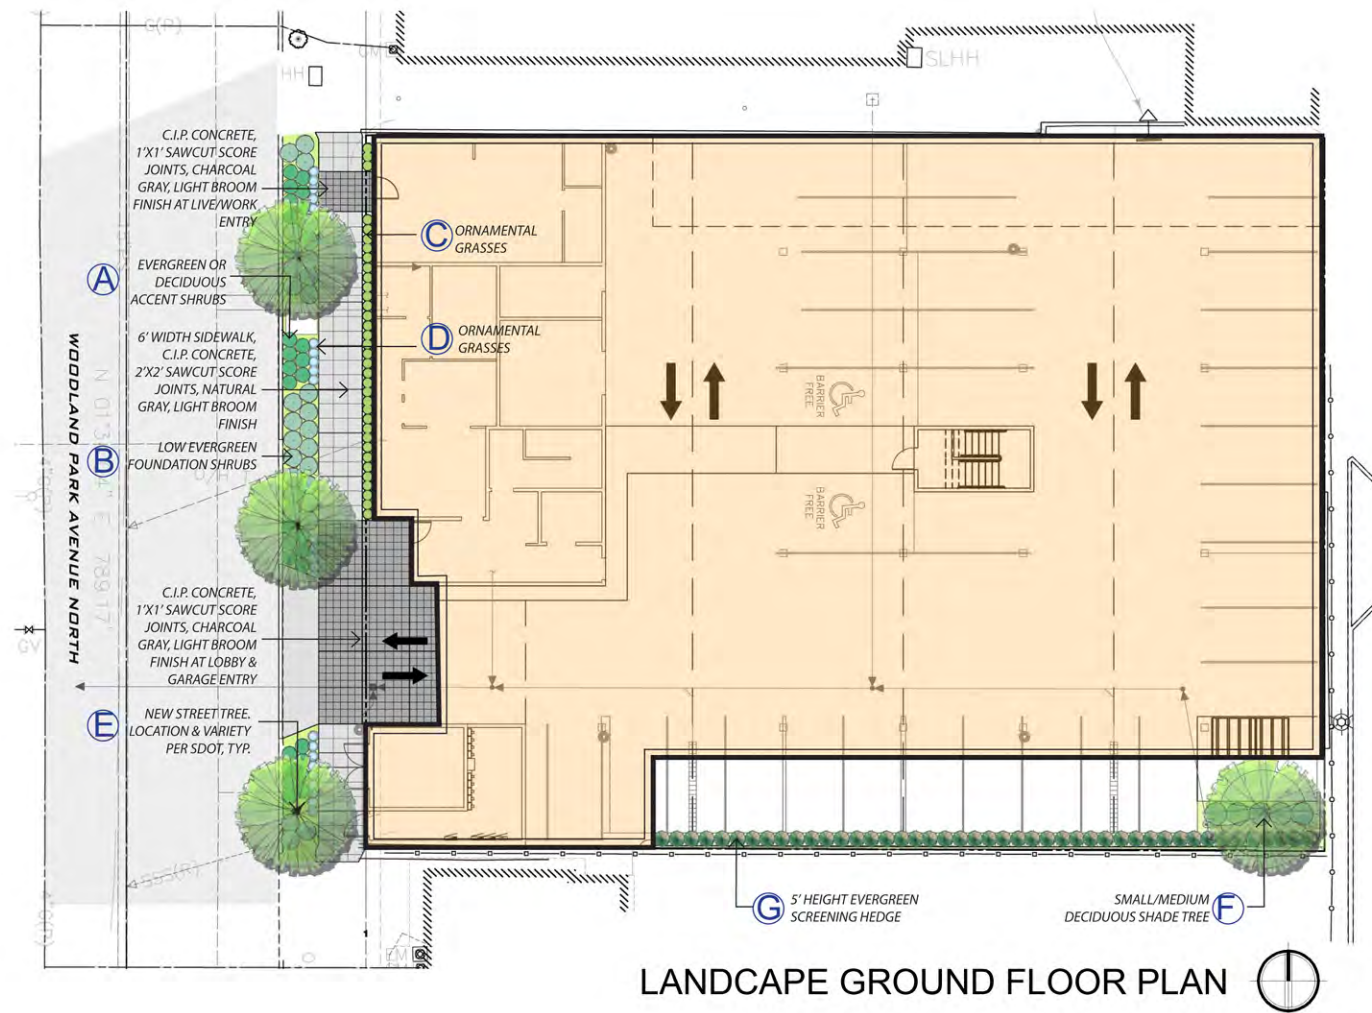 G(R)
HH
SLHH
C.I.P. CONCRETE,
1'X1' SAWCUT SCORE
JOINTS, CHARCOAL
GRAY, LIGHT BROOM
FINISH AT LIVE/WORK
ENTRY
C ORNAMENTAL
GRASSES
A
EVERGREEN OR
DECIDUOUS
ACCENT SHRUBS
D ORNAMENTAL
GRASSES
6' WIDTH SIDEWALK,
C.I.P. CONCRETE,
2'X2' SAWCUT SCORE
JOINTS, NATURAL
GRAY, LIGHT BROOM
FINISH
BARRIER
FREE
B
LOW EVERGREEN
FOUNDATION SHRUBS
WOODLAND PARK AVENUE NORTH
BARRIER
FREE
C.I.P. CONCRETE,
1'X1' SAWCUT SCORE
JOINTS, CHARCOAL
GRAY, LIGHT BROOM
FINISH AT LOBBY &
GARAGE ENTRY
GV
E
NEW STREET TREE.
LOCATION & VARIETY
PER SDOT, TYP.
SSS(R)
G 5' HEIGHT EVERGREEN
SCREENING HEDGE
SMALL/MEDIUM
DECIDUOUS SHADE TREE F
LANDCAPE GROUND FLOOR PLAN